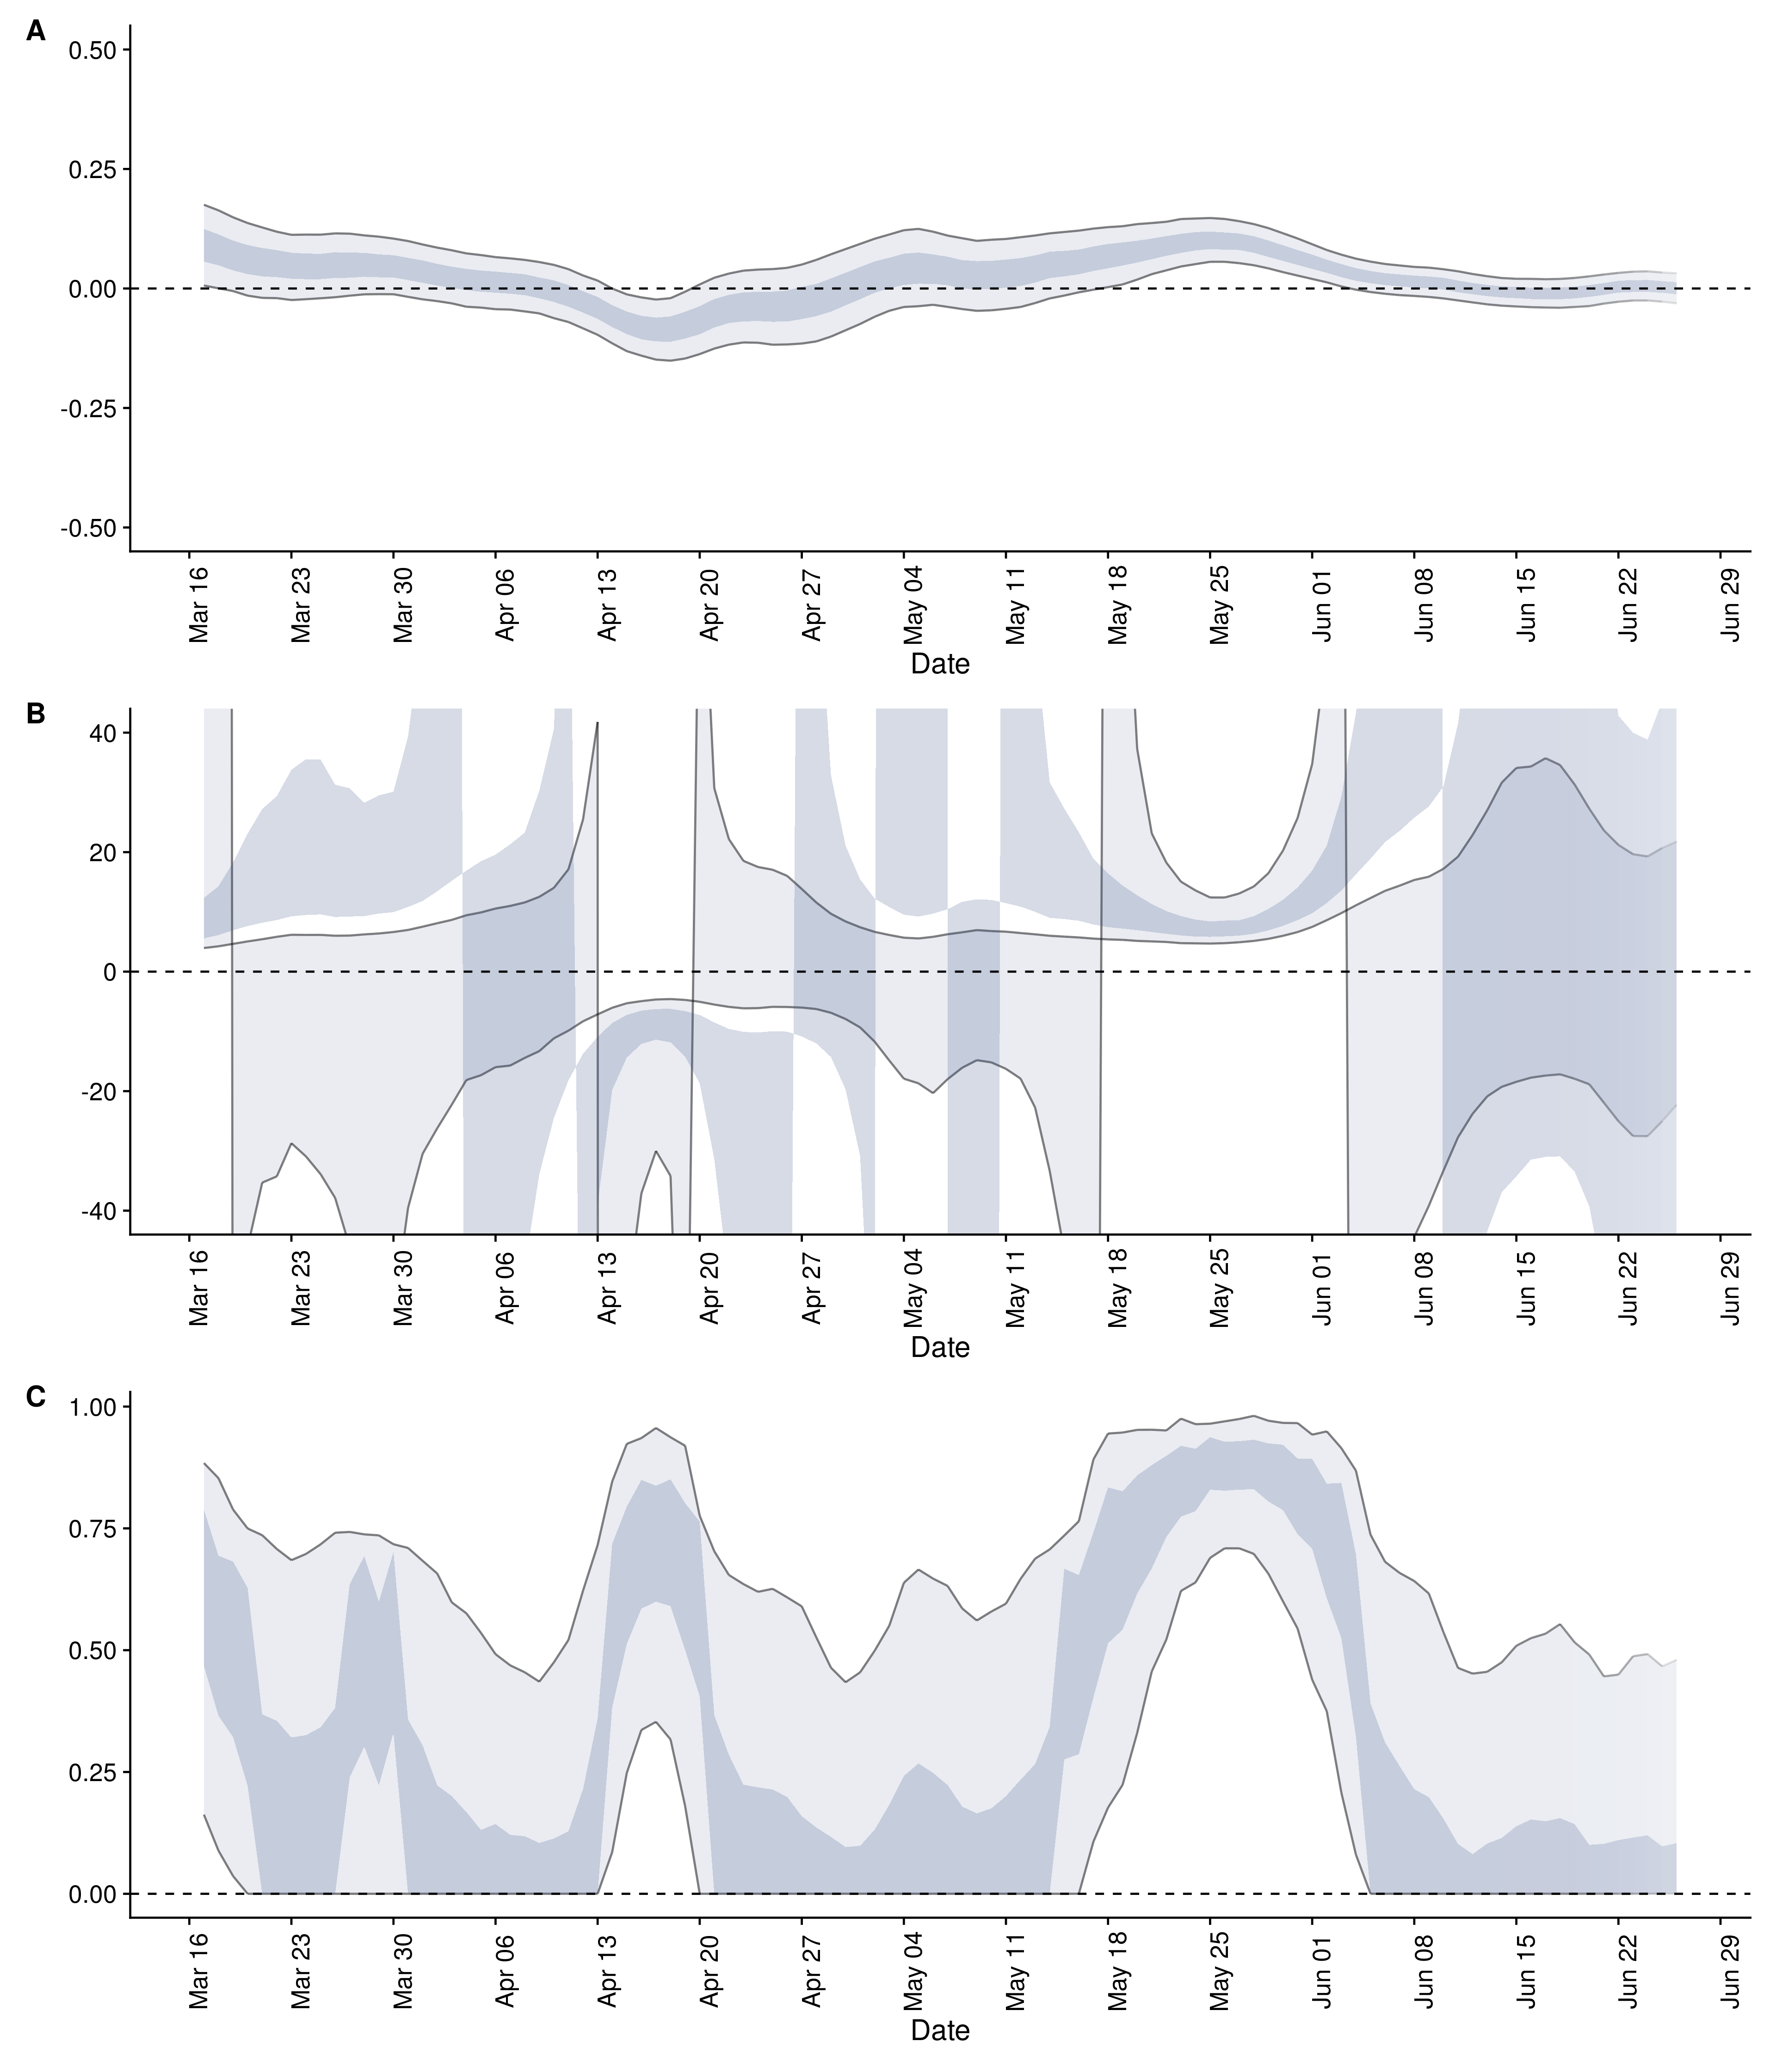 A
0.50
0.25
0.00
-0.25
-0.50
Mar 16
Mar 23
Mar 30
Apr 06
Apr 13
Apr 20
Apr 27
May 04
May 11
May 18
May 25
Jun 01
Jun 08
Jun 15
Jun 22
Jun 29
Date
B
40
20
0
-20
-40
Mar 16
Mar 23
Mar 30
Apr 06
Apr 13
Apr 20
Apr 27
May 04
May 11
May 18
May 25
Jun 01
Jun 08
Jun 15
Jun 22
Jun 29
Date
C
1.00
0.75
0.50
0.25
0.00
Mar 16
Mar 23
Mar 30
Apr 06
Apr 13
Apr 20
Apr 27
May 04
May 11
May 18
May 25
Jun 01
Jun 08
Jun 15
Jun 22
Jun 29
Date